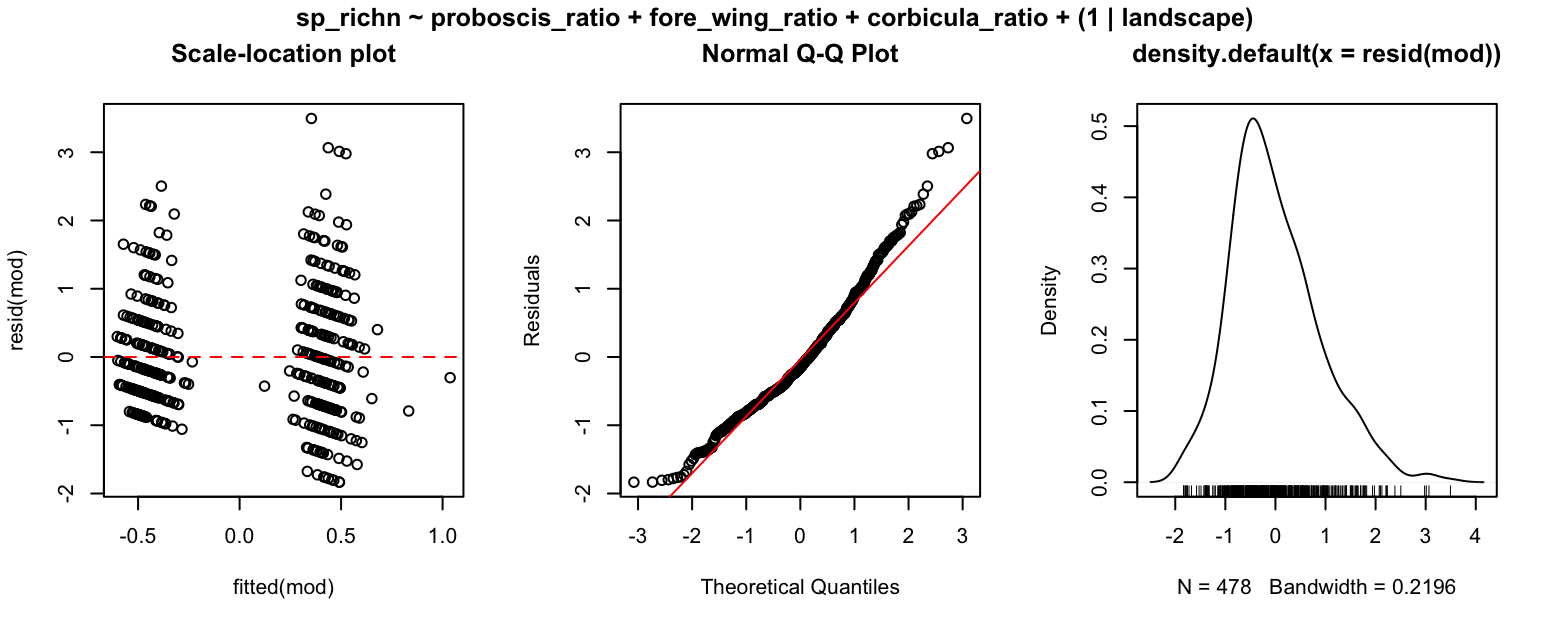 sp_richn ~ proboscis_ratio + fore_wing_ratio + corbicula_ratio + (1 | landscape)
Scale-location plot
resid(mod)
3
2
1
0
-1
-2
-0.5 0.0 0.5 1.0
fitted(mod)
Normal Q-Q Plot
Residuals
3
2
1
0
-1
-2
-3 -2 -1 0 1 2 3
Theoretical Quantiles
density.default(x = resid(mod))
Density
0.5
0.4
0.3
0.2
0.1
0.0
-2 -1 0 1 2 3 4
N = 478 Bandwidth = 0.2196